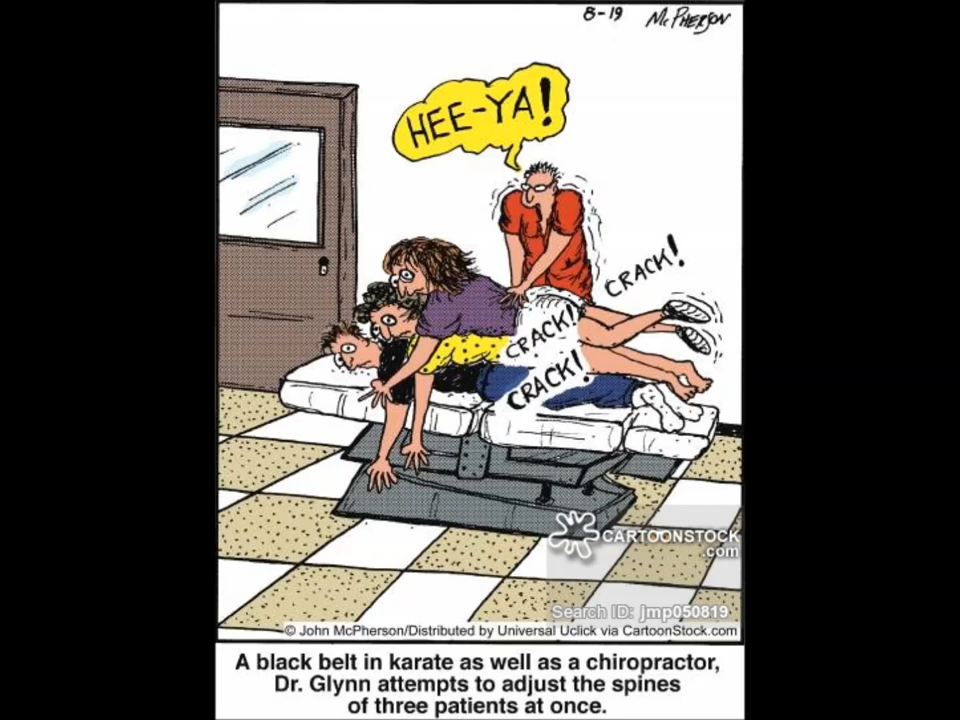 8-19 McPHERSON
HEE-YA!
CRACK!
CRACK!
CRACK!
CARTOONSTOCK
.com
Search ID: jmp050819
© John McPherson/Distributed by Universal Uclick via CartoonStock.com
A black belt in karate as well as a chiropractor,
Dr. Glynn attempts to adjust the spines
of three patients at once.